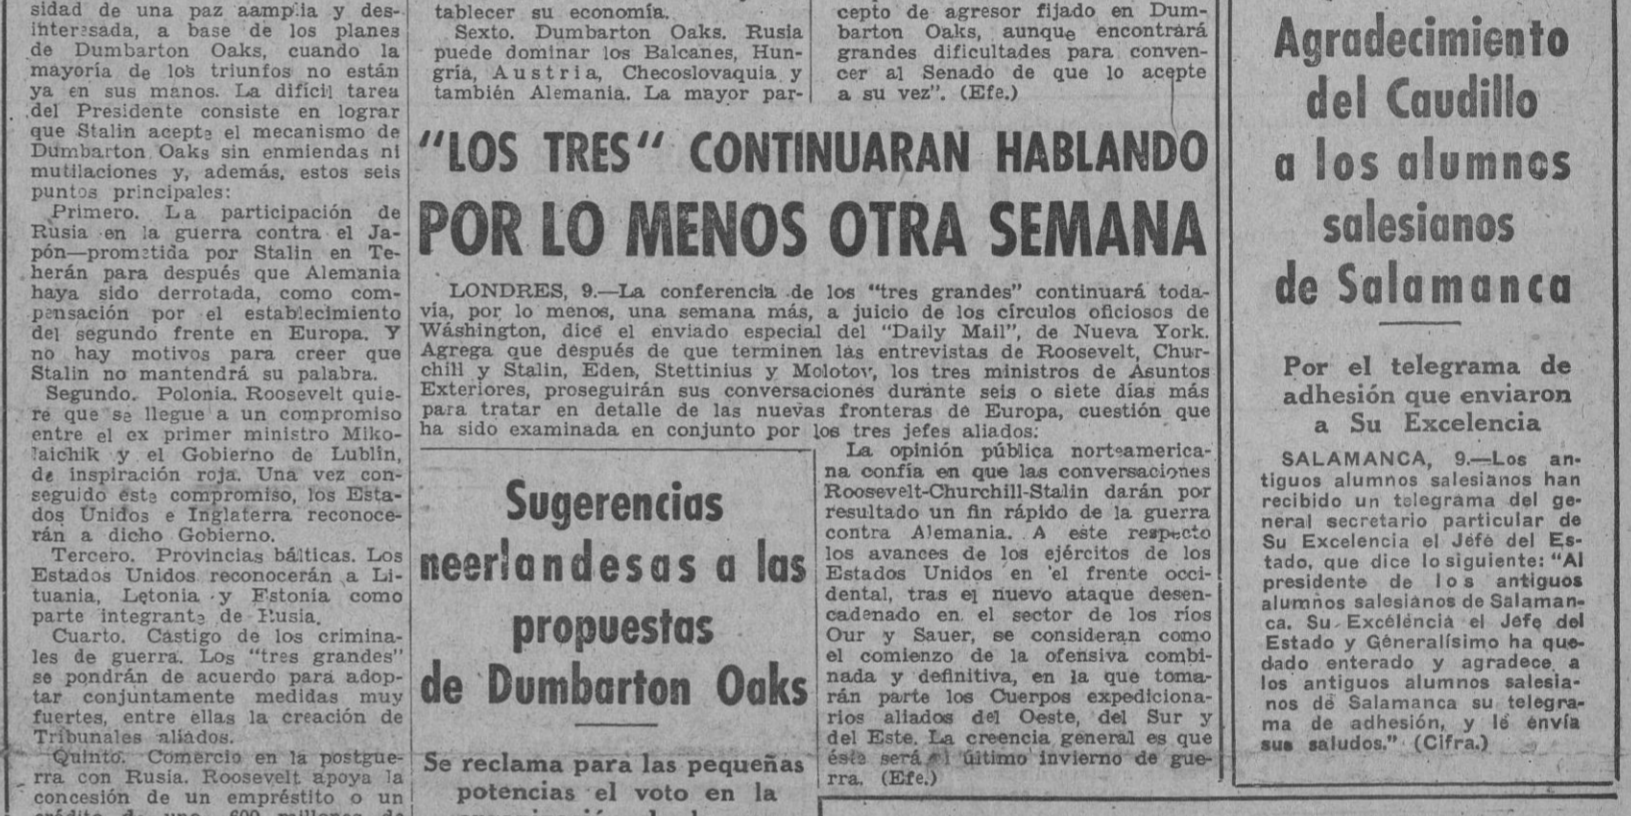 sidad de una paz aamplia y des-
interesada, a base de los planes
de Dumbarton Oaks, cuando la
mayoría de los triunfos no están
ya en sus manos. La difícil tarea
del Presidente consiste en lograr
que Stalin acepte el mecanismo de
Dumbarton Oaks sin enmiendas ni
mutilaciones y, además, estos seis
puntos principales:
Primero. La participación de
Rusia en la guerra contra el Ja-
pón—prometida por Stalin en Te-
herán para después que Alemania
haya sido derrotada, como com-
pensación por el establecimiento
del segundo frente en Europa. Y
no hay motivos para creer que
Stalin no mantendrá su palabra.
Segundo. Polonia. Roosevelt quie-
re que se llegue a un compromiso
entre el ex primer ministro Miko-
laichik y el Gobierno de Lublin,
de inspiración roja. Una vez con-
seguido este compromiso, los Esta-
dos Unidos e Inglaterra reconoce-
rán a dicho Gobierno.
Tercero. Provincias bálticas. Los
Estados Unidos reconocerán a Li-
tuania, Letonia y Estonia como
parte integrante de Rusia.
Cuarto. Castigo de los crimina-
les de guerra. Los "tres grandes"
se pondrán de acuerdo para adop-
tar conjuntamente medidas muy
fuertes, entre ellas la creación de
Tribunales aliados.
Quinto. Comercio en la postgue-
rra con Rusia. Roosevelt apoya la
concesión de un empréstito o un
tablecer su economía.
Sexto. Dumbarton Oaks. Rusia
puede dominar los Balcanes, Hun-
gría, Austria, Checoslovaquia y
también Alemania. La mayor par-
cepto de agresor fijado en Dum-
barton Oaks, aunque encontrará
grandes dificultades para conven-
cer al Senado de que lo acepte
a su vez". (Efe.)
"LOS TRES" CONTINUARAN HABLANDO
POR LO MENOS OTRA SEMANA
LONDRES, 9.—La conferencia de los "tres grandes" continuará toda-
vía, por lo menos, una semana más, a juicio de los círculos oficiosos de
Wáshington, dice el enviado especial del "Daily Mail", de Nueva York.
Agrega que después de que terminen las entrevistas de Roosevelt, Chur-
chill y Stalin, Eden, Stettinius y Molotov, los tres ministros de Asuntos
Exteriores, proseguirán sus conversaciones durante seis o siete días más
para tratar en detalle de las nuevas fronteras de Europa, cuestión que
ha sido examinada en conjunto por los tres jefes aliados:
La opinión pública norteamerica-
na confía en que las conversaciones
Roosevelt-Churchill-Stalin darán por
resultado un fin rápido de la guerra
contra Alemania. A este respecto
los avances de los ejércitos de los
Estados Unidos en el frente occi-
dental, tras el nuevo ataque desen-
cadenado en el sector de los ríos
Our y Sauer, se consideran como
el comienzo de la ofensiva combi-
nada y definitiva, en la que toma-
rán parte los Cuerpos expediciona-
rios aliados del Oeste, del Sur y
del Este. La creencia general es que
éste será el último invierno de gue-
rra. (Efe.)
Sugerencias
neerlandesas a las
propuestas
de Dumbarton Oaks
Se reclama para las pequeñas
potencias el voto en la
Agradecimiento
del Caudillo
a los alumnos
salesianos
de Salamanca
Por el telegrama de
adhesión que enviaron
a Su Excelencia
SALAMANCA, 9.—Los an-
tiguos alumnos salesianos han
recibido un telegrama del ge-
neral secretario particular de
Su Excelencia el Jefe del Es-
tado, que dice lo siguiente: "Al
presidente de los antiguos
alumnos salesianos de Salaman-
ca. Su Excelencia el Jefe del
Estado y Generalísimo ha que-
dado enterado y agradece a
los antiguos alumnos salesia-
nos de Salamanca su telegra-
ma de adhesión, y le envía
sus saludos." (Cifra.)